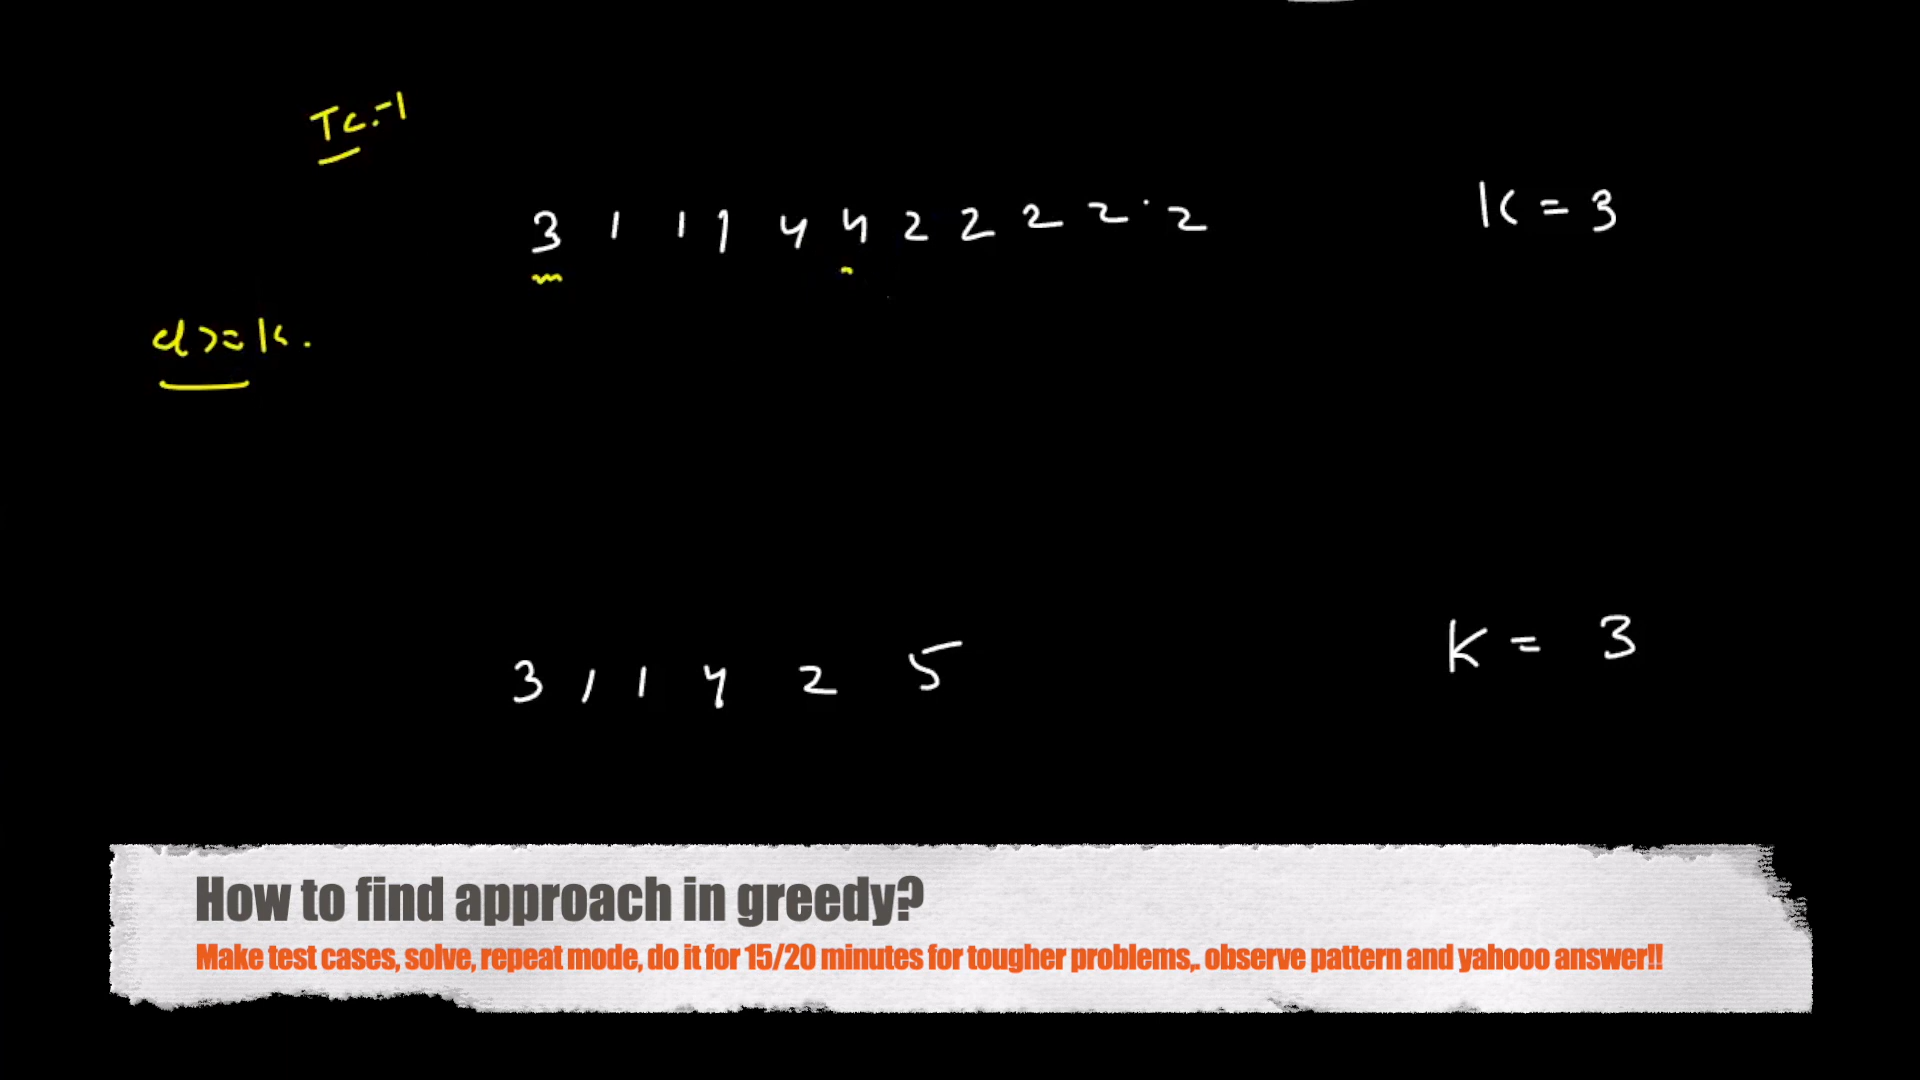 Tc.-1
3 1 1 1 4 4 2 2 2 2 2 K = 3
d>=k.
3 1 1 4 2 5 K = 3
How to find approach in greedy?
Make test cases, solve, repeat mode, do it for 15/20 minutes for tougher problems,. observe pattern and yahooo answer!!